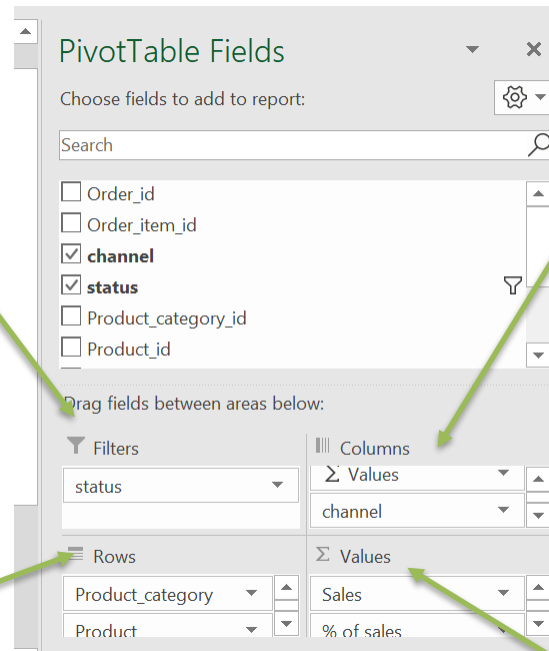 PivotTable Fields
Choose fields to add to report:
Search
Order_id
Order_item_id
channel
status
Product_category_id
Product_id
Drag fields between areas below:
Filters
Columns
status
Σ Values
channel
Rows
Σ Values
Product_category
Sales
Product
% of sales